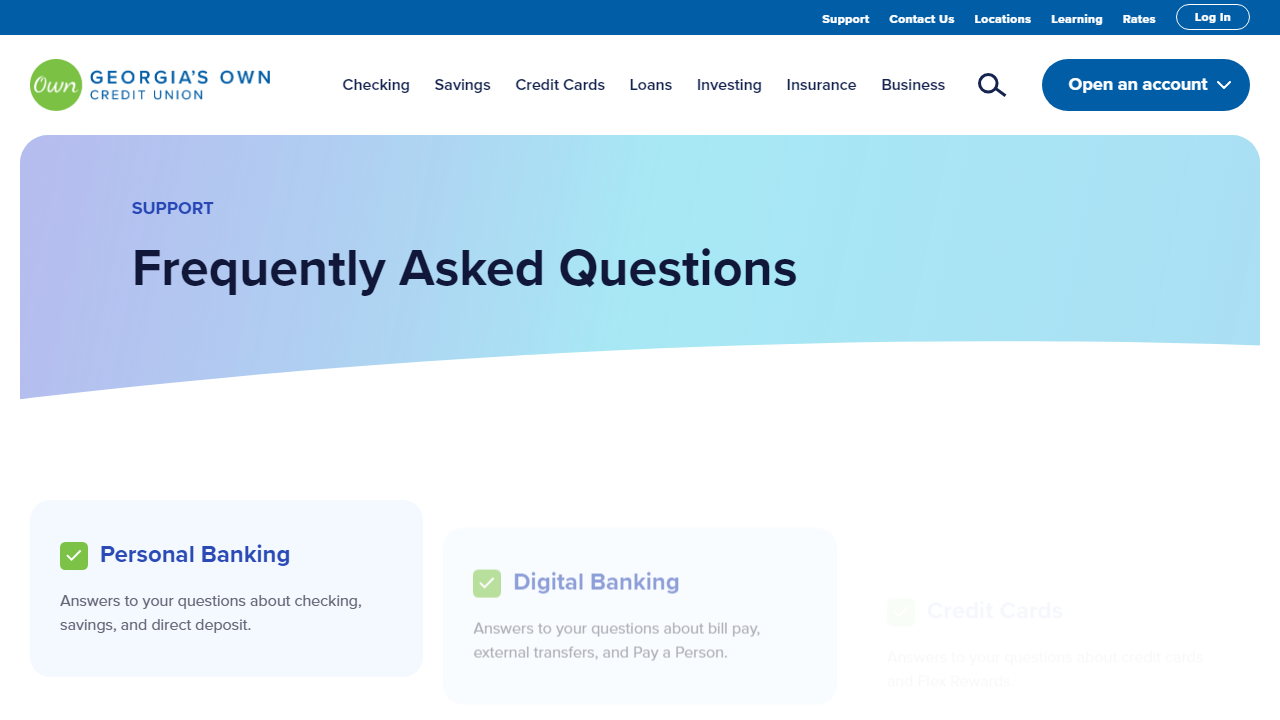 Support Contact Us Locations Learning Rates Log In
Own GEORGIA'S OWN
CREDIT UNION
Checking Savings Credit Cards Loans Investing Insurance Business Open an account
SUPPORT
Frequently Asked Questions
Personal Banking
Answers to your questions about checking,
savings, and direct deposit.
Digital Banking
Answers to your questions about bill pay,
external transfers, and Pay a Person.
Credit Cards
Answers to your questions about credit cards
and Flex Rewards.